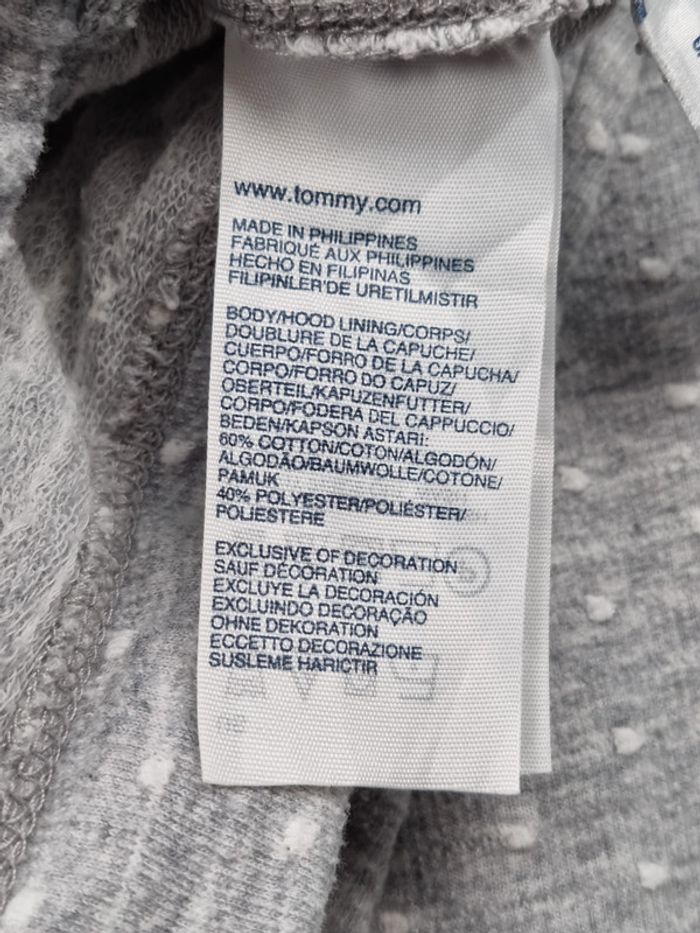 www.tommy.com
MADE IN PHILIPPINES
FABRIQUÉ AUX PHILIPPINES
HECHO EN FILIPINAS
FILIPINLER'DE URETILMISTIR
BODY/HOOD LINING/CORPS/
DOUBLURE DE LA CAPUCHE/
CUERPO/FORRO DE LA CAPUCHA/
CORPO/FORRO DO CAPUZ/
OBERTEIL/KAPUZENFUTTER/
CORPO/FODERA DEL CAPPUCCIO/
BEDEN/KAPSON ASTARI:
60% COTTON/COTON/ALGODÓN/
ALGODÃO/BAUMWOLLE/COTONE/
PAMUK
40% POLYESTER/POLIÉSTER/
POLIESTERE
EXCLUSIVE OF DECORATION
SAUF DÉCORATION
EXCLUYE LA DECORACIÓN
EXCLUINDO DECORAÇÃO
OHNE DEKORATION
ECCETTO DECORAZIONE
SUSLEME HARICTIR